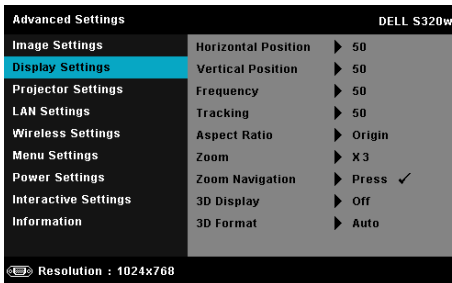 Advanced Settings DELL S320w
Image Settings
Display Settings
Projector Settings
LAN Settings
Wireless Settings
Menu Settings
Power Settings
Interactive Settings
Information
Horizontal Position 50
Vertical Position 50
Frequency 50
Tracking 50
Aspect Ratio Origin
Zoom X3
Zoom Navigation Press ✓
3D Display Off
3D Format Auto
Resolution : 1024x768